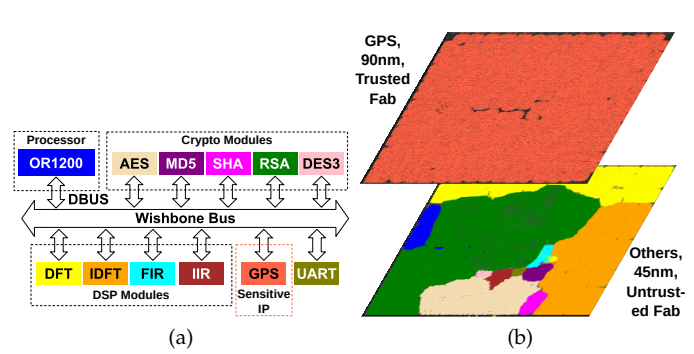 Processor
OR1200
Crypto Modules
AES MD5 SHA RSA DES3
DBUS
Wishbone Bus
DFT IDFT FIR IIR GPS UART
DSP Modules
Sensitive
IP
(a)
GPS,
90nm,
Trusted
Fab
Others,
45nm,
Untrust-
ed Fab
(b)